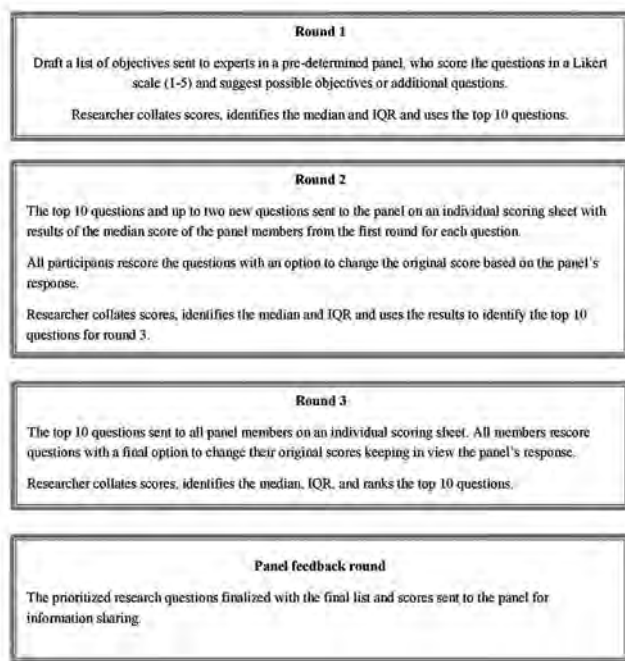 Round 1
Draft a list of objectives sent to experts in a pre-determined panel, who score the questions in a Likert
scale (1-5) and suggest possible objectives or additional questions.
Researcher collates scores, identifies the median and IQR and uses the top 10 questions.
Round 2
The top 10 questions and up to two new questions sent to the panel on an individual scoring sheet with
results of the median score of the panel members from the first round for each question.
All participants rescore the questions with an option to change the original score based on the panel's
response.
Researcher collates scores, identifies the median and IQR and uses the results to identify the top 10
questions for round 3.
Round 3
The top 10 questions sent to all panel members on an individual scoring sheet. All members rescore
questions with a final option to change their original scores keeping in view the panel's response.
Researcher collates scores, identifies the median, IQR, and ranks the top 10 questions.
Panel feedback round
The prioritized research questions finalized with the final list and scores sent to the panel for
information sharing.